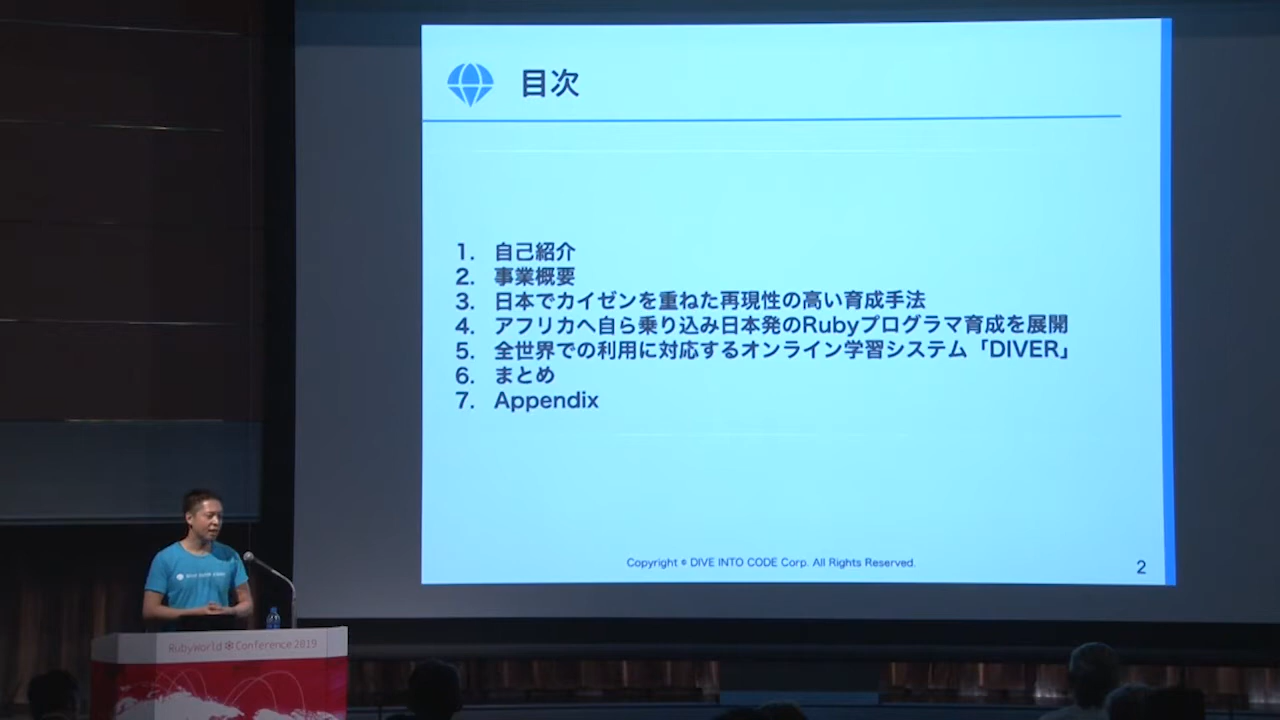 目次
1. 自己紹介
2. 事業概要
3. 日本でカイゼンを重ねた再現性の高い育成手法
4. アフリカへ自ら乗り込み日本発のRubyプログラマ育成を展開
5. 全世界での利用に対応するオンライン学習システム「DIVER」
6. まとめ
7. Appendix
Copyright © DIVE INTO CODE Corp. All Rights Reserved.
2
DIVE INTO CODE
RubyWorld Conference 2019